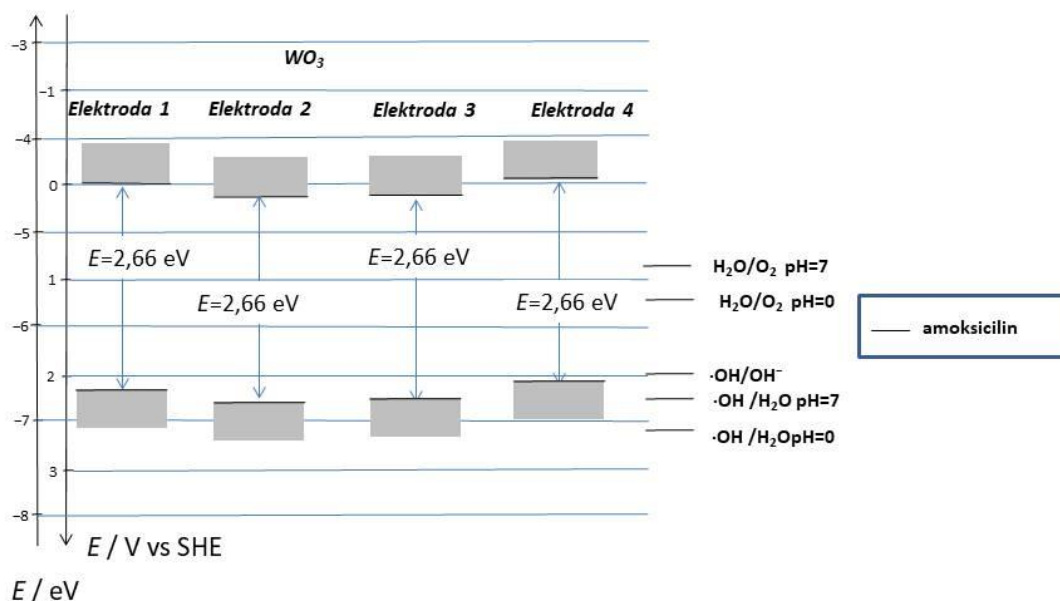 −3
WO3
−1
Elektroda 1 Elektroda 2 Elektroda 3 Elektroda 4
−4
0
−5
E=2,66 eV E=2,66 eV
H2O/O2 pH=7
1
E=2,66 eV E=2,66 eV
H2O/O2 pH=0
−6
amoksicilin
2
·OH/OH−
·OH /H2O pH=7
−7
·OH /H2OpH=0
3
−8
E / V vs SHE
E / eV